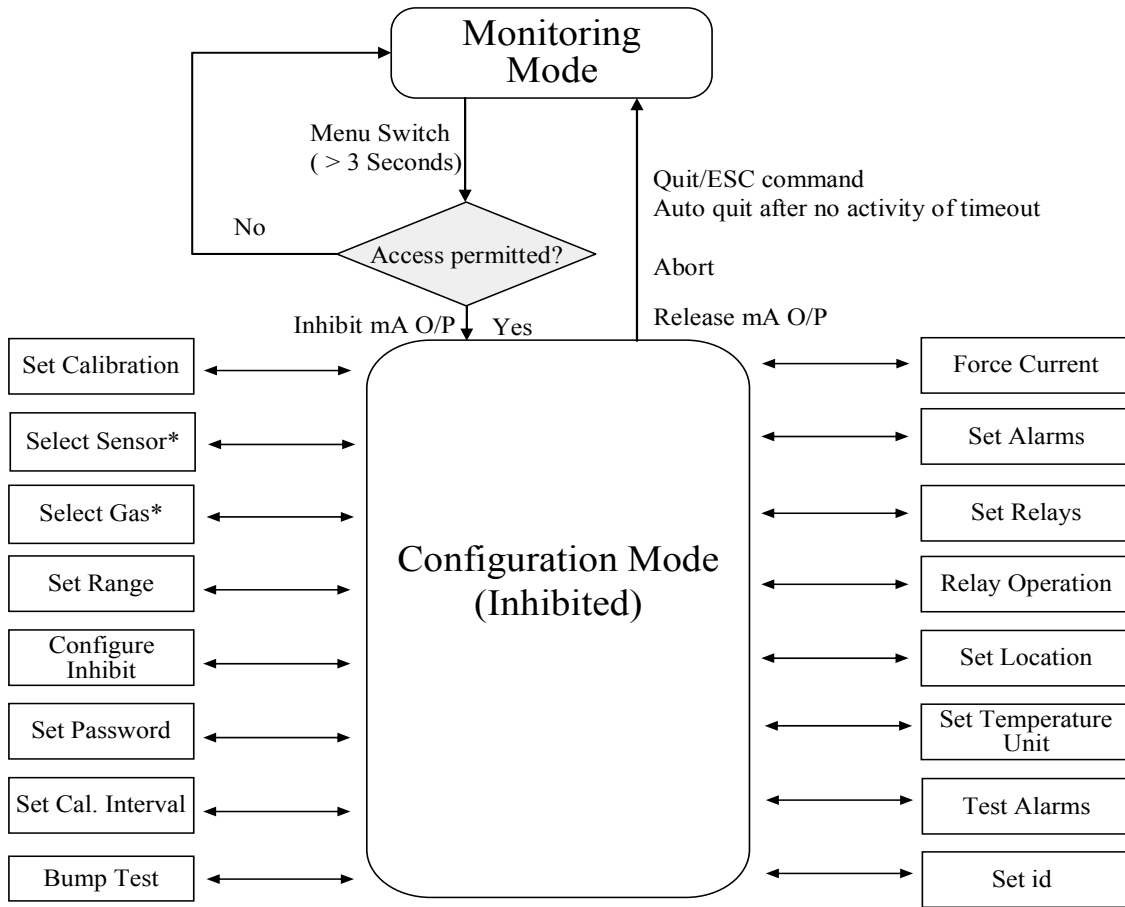 Monitoring
Mode
Menu Switch
( > 3 Seconds)
Quit/ESC command
Auto quit after no activity of timeout
No
Access permitted?
Abort
Inhibit mA O/P
Yes
Release mA O/P
Set Calibration
Select Sensor*
Select Gas*
Set Range
Configure
Inhibit
Set Password
Set Cal. Interval
Bump Test
Configuration Mode
(Inhibited)
Force Current
Set Alarms
Set Relays
Relay Operation
Set Location
Set Temperature
Unit
Test Alarms
Set id